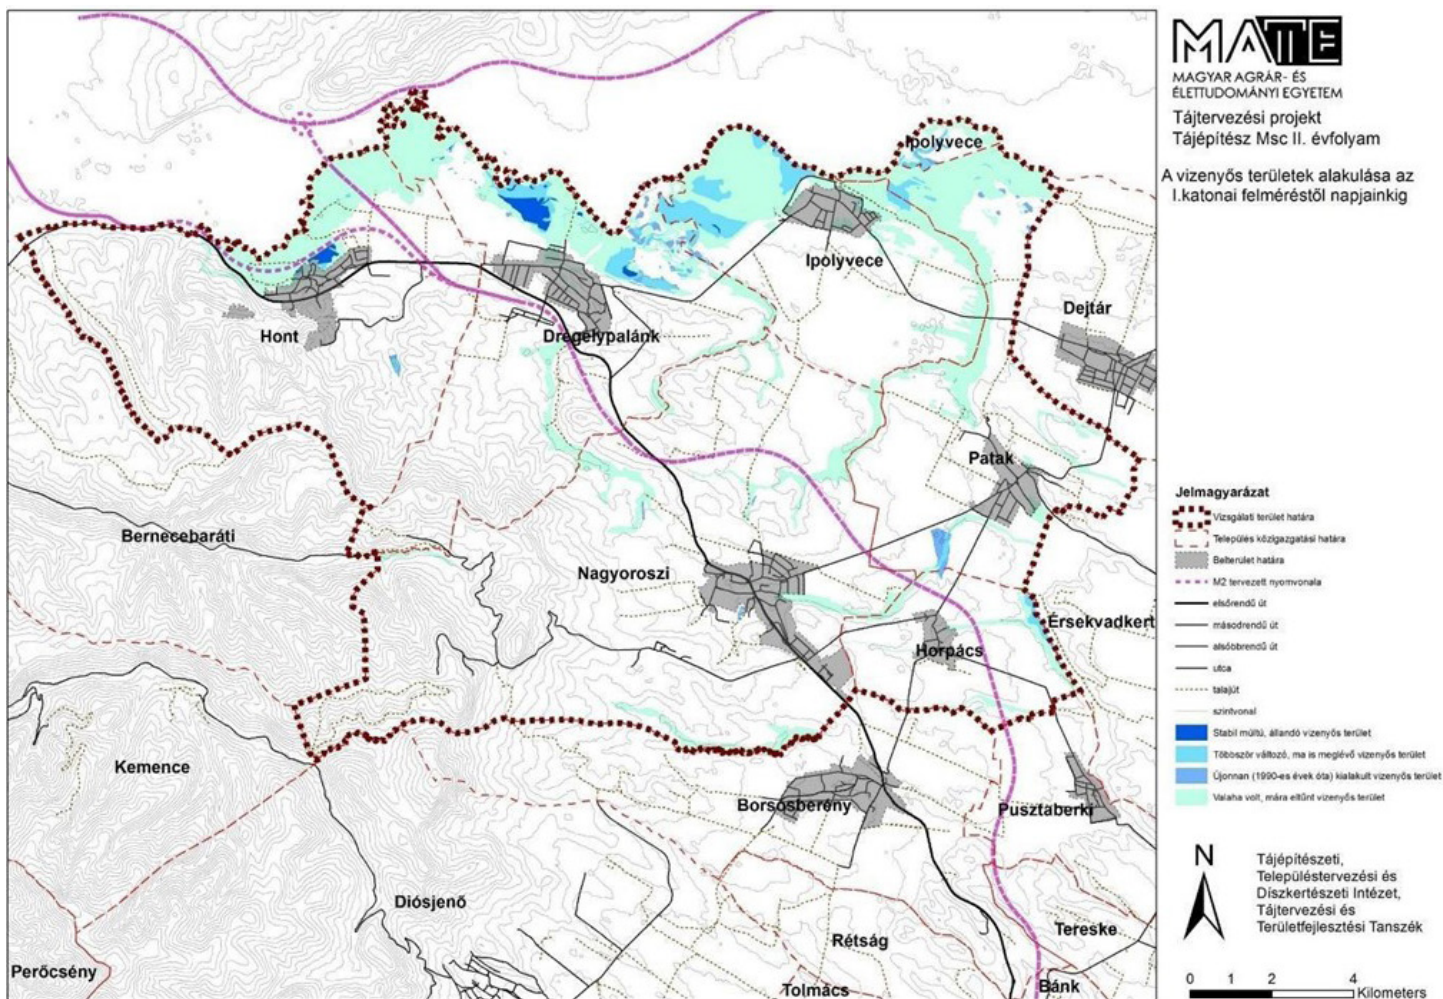 MATE
MAGYAR AGRÁR- ÉS
ÉLETTUDOMÁNYI EGYETEM
Tájtervezési projekt
Tájépítész Msc II. évfolyam
A vizenyős területek alakulása az
I.katonai felméréstől napjainkig
Ipolyvece
Ipolyvece
Dejtár
Hont
Drégelypalánk
Patak
Bernecebaráti
Nagyoroszi
Érsekvadkert
Horpács
Kemence
Borsosberény
Pusztaberki
Diósjenő
Rétság
Tereske
Perőcsény
Tolmács
Bánk
Jelmagyarázat
Vizsgálati terület határa
Település közigazgatási határa
Belterület határa
M2 tervezett nyomvonala
elsőrendű út
másodrendű út
alsóbbrendű út
utca
talajút
szintvonal
Stabil múltú, állandó vizenyős terület
Többször változó, ma is meglévő vizenyős terület
Újonnan (1990-es évek óta) kialakult vizenyős terület
Valaha volt, mára eltűnt vizenyős terület
N
Tájépítészeti,
Településtervezési és
Díszkertészeti Intézet,
Tájtervezési és
Területfejlesztési Tanszék
0 1 2 4
Kilometers